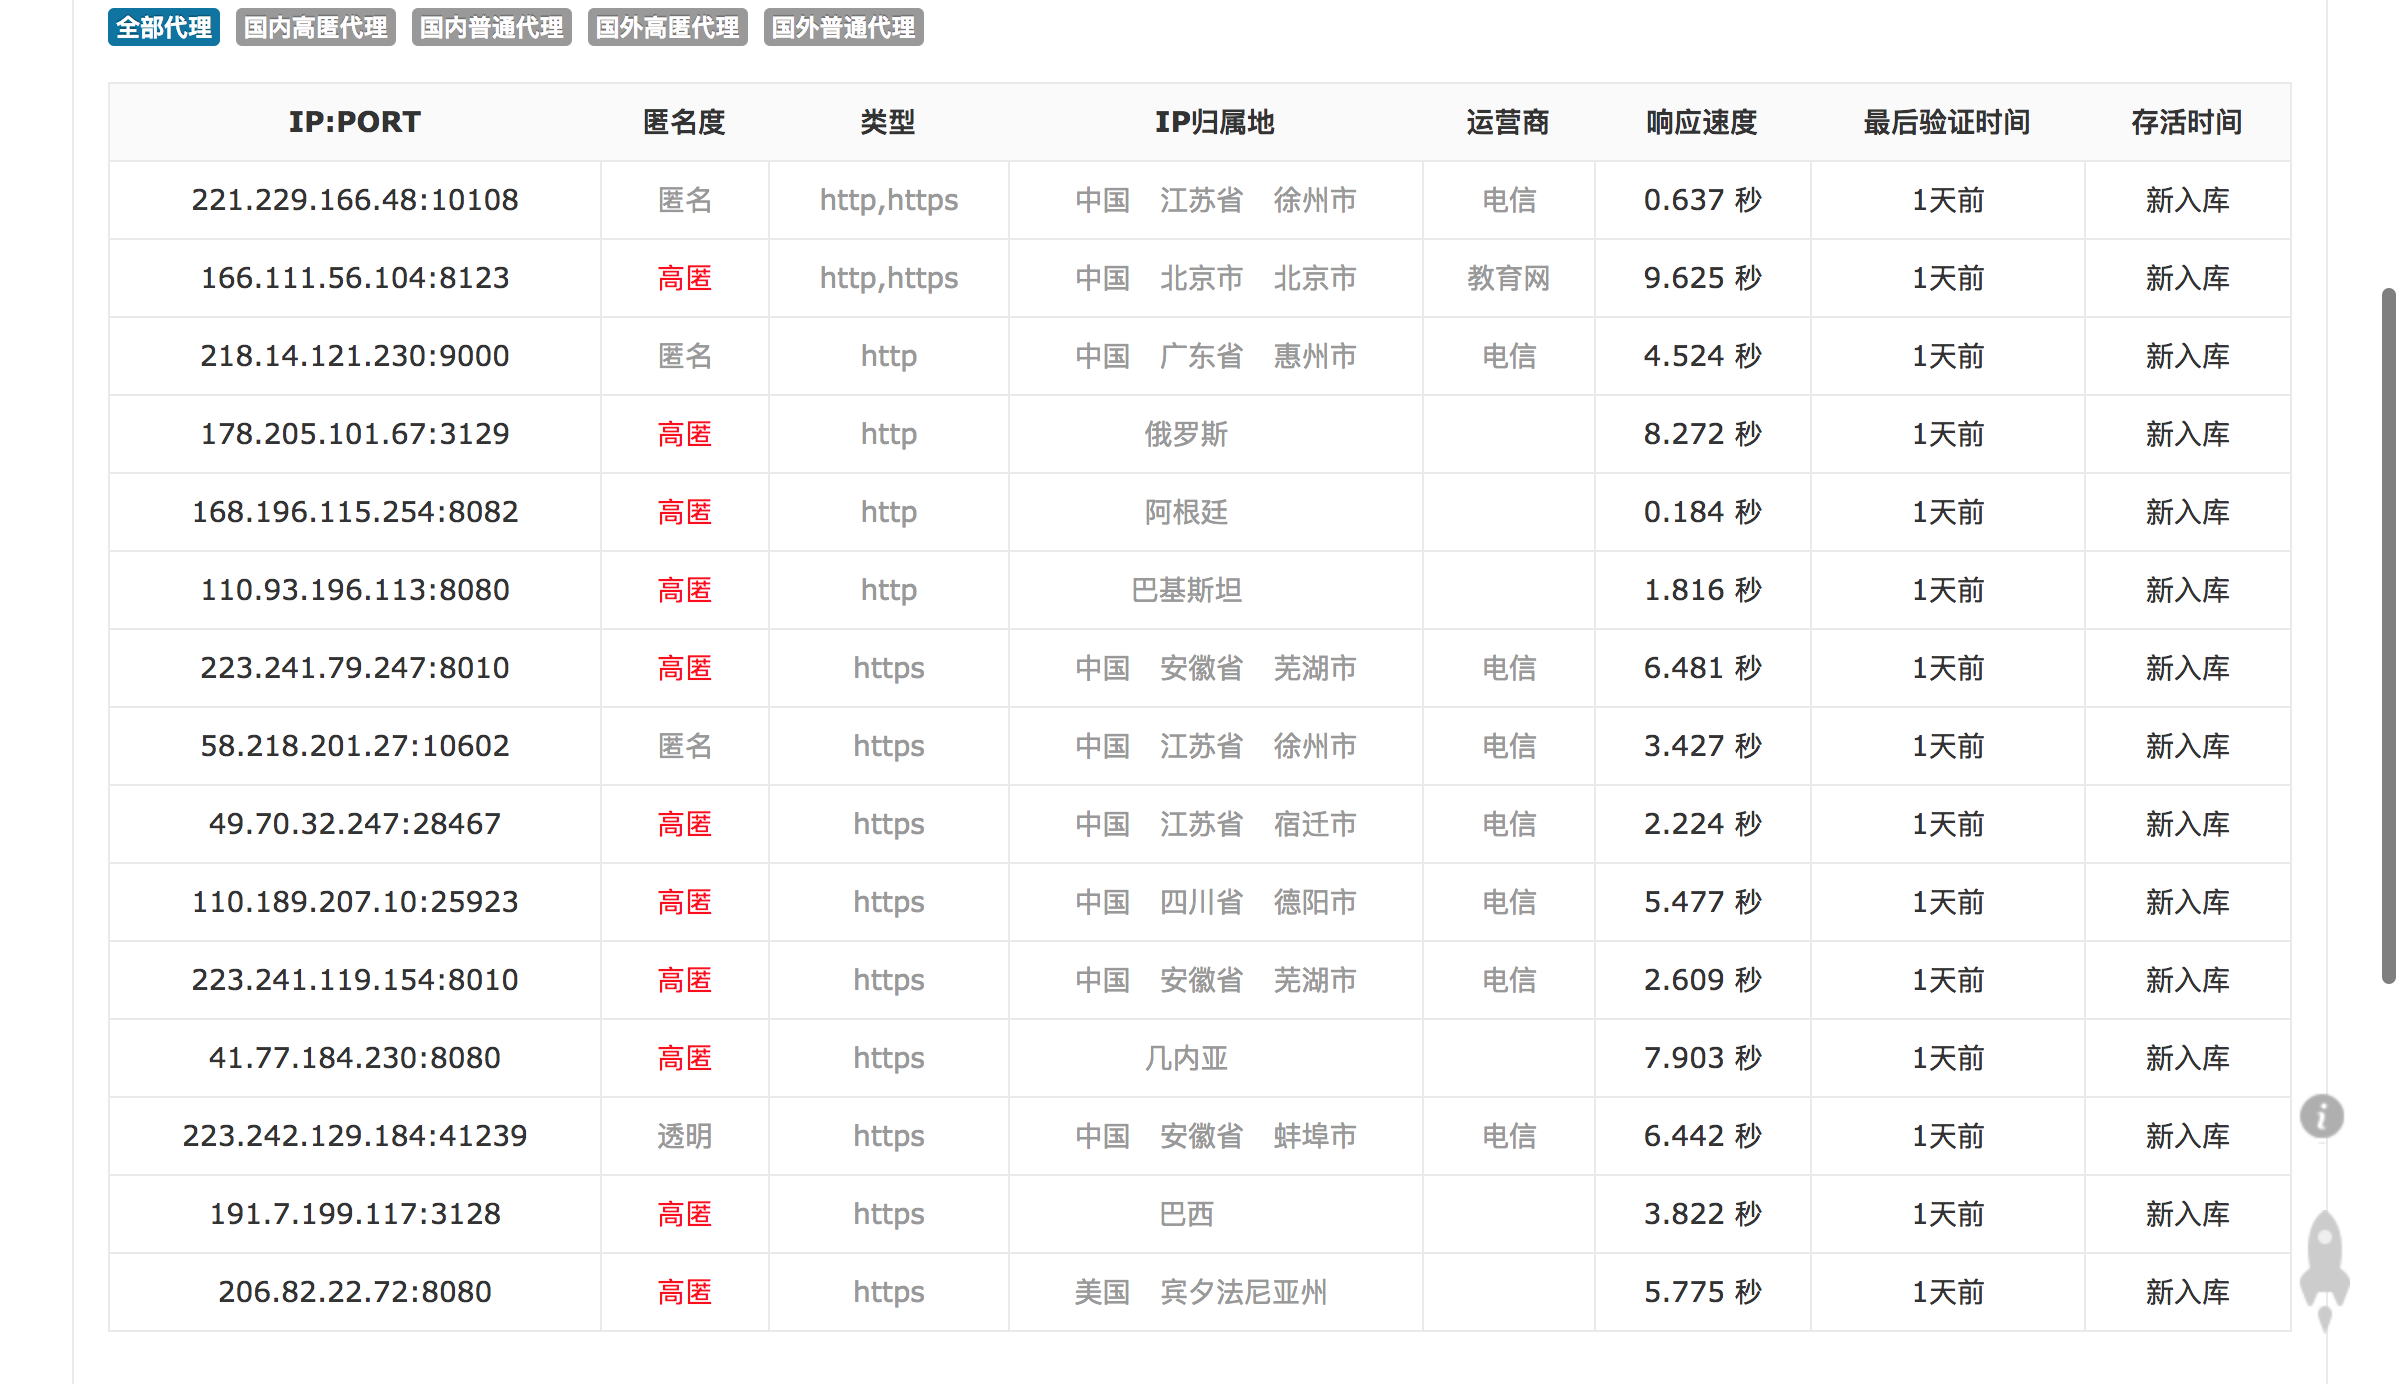 全部代理 国内高匿代理 国内普通代理 国外高匿代理 国外普通代理
IP:PORT 匿名度 类型 IP归属地 运营商 响应速度 最后验证时间 存活时间
221.229.166.48:10108 匿名 http,https 中国 江苏省 徐州市 电信 0.637 秒 1天前 新入库
166.111.56.104:8123 高匿 http,https 中国 北京市 北京市 教育网 9.625 秒 1天前 新入库
218.14.121.230:9000 匿名 http 中国 广东省 惠州市 电信 4.524 秒 1天前 新入库
178.205.101.67:3129 高匿 http 俄罗斯 8.272 秒 1天前 新入库
168.196.115.254:8082 高匿 http 阿根廷 0.184 秒 1天前 新入库
110.93.196.113:8080 高匿 http 巴基斯坦 1.816 秒 1天前 新入库
223.241.79.247:8010 高匿 https 中国 安徽省 芜湖市 电信 6.481 秒 1天前 新入库
58.218.201.27:10602 匿名 https 中国 江苏省 徐州市 电信 3.427 秒 1天前 新入库
49.70.32.247:28467 高匿 https 中国 江苏省 宿迁市 电信 2.224 秒 1天前 新入库
110.189.207.10:25923 高匿 https 中国 四川省 德阳市 电信 5.477 秒 1天前 新入库
223.241.119.154:8010 高匿 https 中国 安徽省 芜湖市 电信 2.609 秒 1天前 新入库
41.77.184.230:8080 高匿 https 几内亚 7.903 秒 1天前 新入库
223.242.129.184:41239 透明 https 中国 安徽省 蚌埠市 电信 6.442 秒 1天前 新入库
191.7.199.117:3128 高匿 https 巴西 3.822 秒 1天前 新入库
206.82.22.72:8080 高匿 https 美国 宾夕法尼亚州 5.775 秒 1天前 新入库